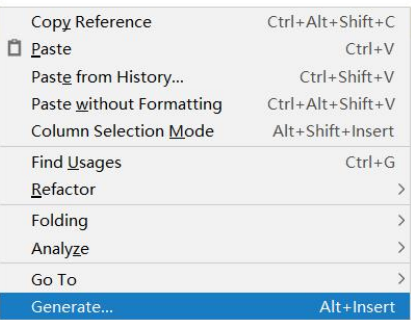 Copy Reference Ctrl+Alt+Shift+C
Paste Ctrl+V
Paste from History... Ctrl+Shift+V
Paste without Formatting Ctrl+Alt+Shift+V
Column Selection Mode Alt+Shift+Insert
Find Usages Ctrl+G
Refactor >
Folding >
Analyze >
Go To >
Generate... Alt+Insert